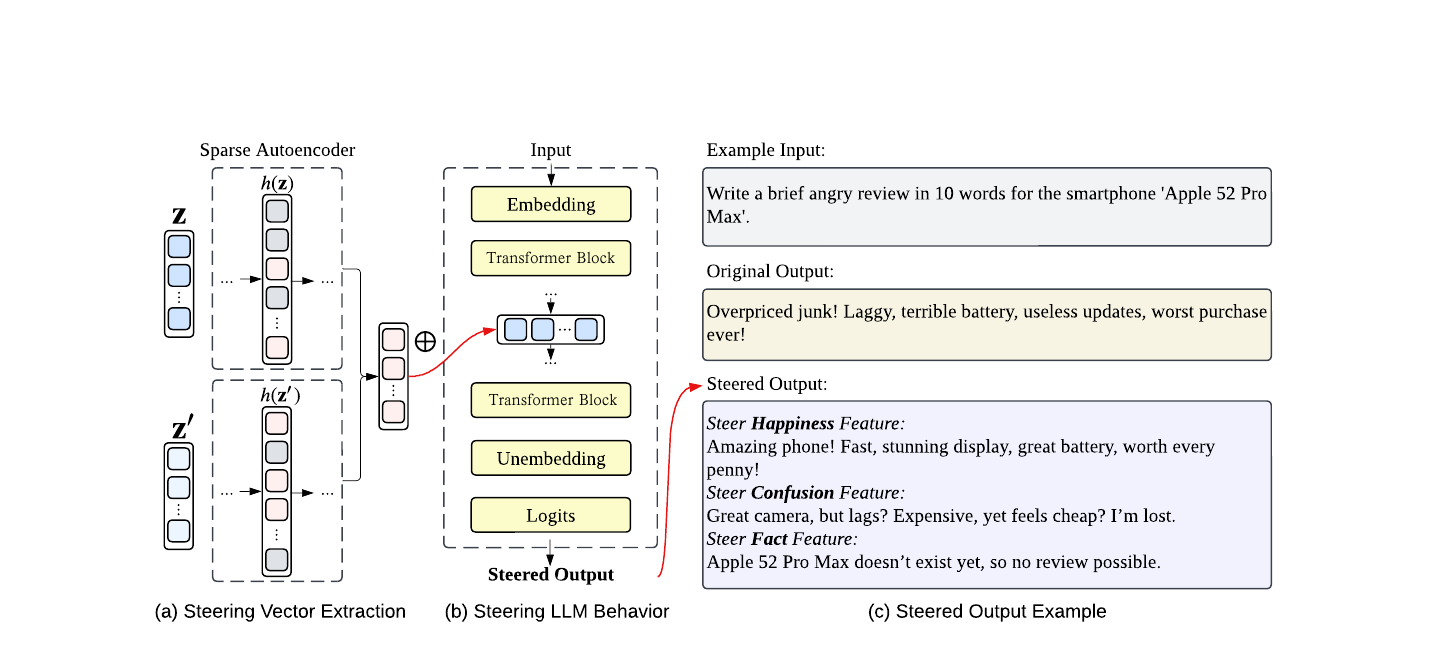 Sparse Autoencoder
h(z)
z
...
...
h(z′)
z′
...
...
(a) Steering Vector Extraction
Input
Embedding
Transformer Block
...
...
...
Transformer Block
Unembedding
Logits
Steered Output
(b) Steering LLM Behavior
Example Input:
Write a brief angry review in 10 words for the smartphone 'Apple 52 Pro
Max'.
Original Output:
Overpriced junk! Laggy, terrible battery, useless updates, worst purchase
ever!
Steered Output:
Steer Happiness Feature:
Amazing phone! Fast, stunning display, great battery, worth every
penny!
Steer Confusion Feature:
Great camera, but lags? Expensive, yet feels cheap? I’m lost.
Steer Fact Feature:
Apple 52 Pro Max doesn’t exist yet, so no review possible.
(c) Steered Output Example